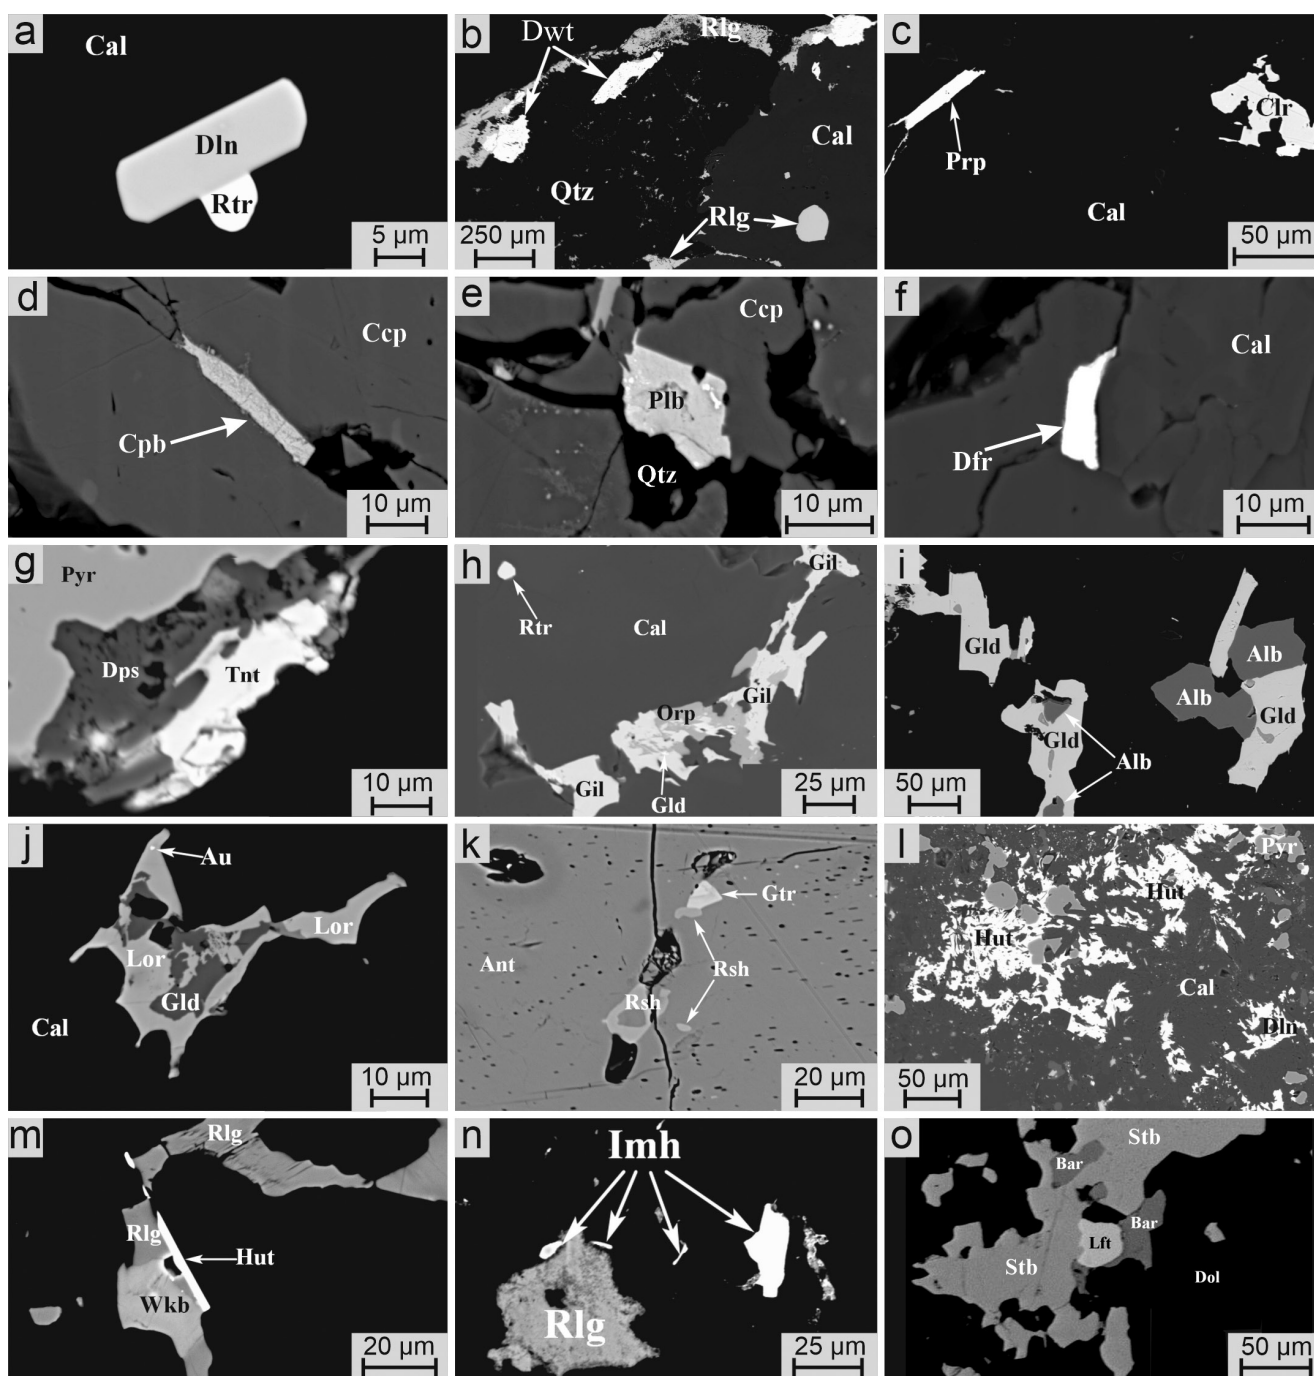 a
Cal
Dln
Rtr
5 µm
b
Dwt
Rlg
Cal
Qtz
Rlg
250 µm
c
Clr
Prp
Cal
50 µm
d
Ccp
Cpb
10 µm
e
Ccp
Plb
Qtz
10 µm
f
Cal
Dfr
10 µm
g
Pyr
Dps
Tnt
10 µm
h
Gil
Rtr
Cal
Gil
Orp
Gil
Gld
25 µm
i
Gld
Alb
Alb
Gld
Gld
Alb
50 µm
j
Au
Lor
Lor
Gld
Cal
10 µm
k
Gtr
Ant
Rsh
Rsh
20 µm
l
Pyr
Hut
Hut
Cal
Dln
50 µm
m
Rlg
Rlg
Hut
Wkb
20 µm
n
Imh
Rlg
25 µm
o
Stb
Bar
Bar
Lft
Stb
Dol
50 µm